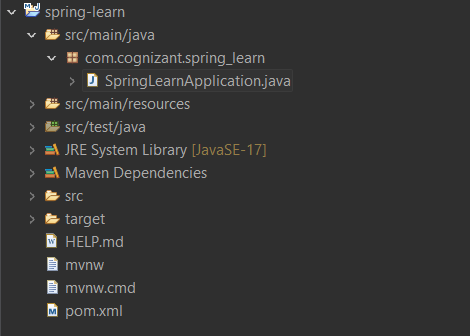 spring-learn
src/main/java
com.cognizant.spring_learn
SpringLearnApplication.java
src/main/resources
src/test/java
JRE System Library [JavaSE-17]
Maven Dependencies
src
target
HELP.md
mvnw
mvnw.cmd
pom.xml